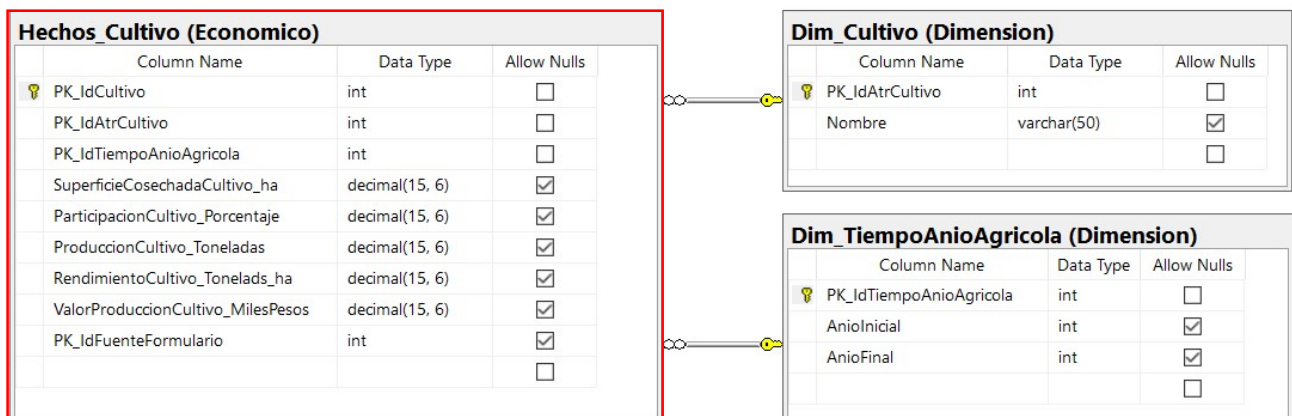 Hechos_Cultivo (Economico)
Column Name Data Type Allow Nulls
PK_IdCultivo int
PK_IdAtrCultivo int
PK_IdTiempoAnioAgricola int
SuperficieCosechadaCultivo_ha decimal(15, 6)
ParticipacionCultivo_Porcentaje decimal(15, 6)
ProduccionCultivo_Toneladas decimal(15, 6)
RendimientoCultivo_Tonelads_ha decimal(15, 6)
ValorProduccionCultivo_MilesPesos decimal(15, 6)
PK_IdFuenteFormulario int
Dim_Cultivo (Dimension)
Column Name Data Type Allow Nulls
PK_IdAtrCultivo int
Nombre varchar(50)
Dim_TiempoAnioAgricola (Dimension)
Column Name Data Type Allow Nulls
PK_IdTiempoAnioAgricola int
AnioInicial int
AnioFinal int